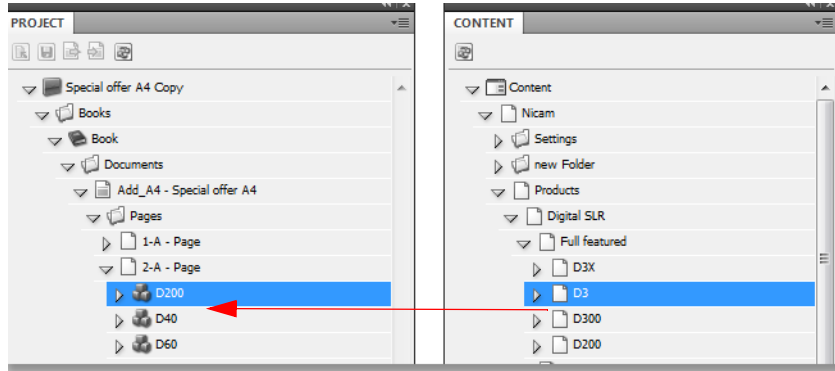 PROJECT
Special offer A4 Copy
Books
Book
Documents
Add_A4 - Special offer A4
Pages
1-A - Page
2-A - Page
D200
D40
D60
CONTENT
Content
Nicam
Settings
new Folder
Products
Digital SLR
Full featured
D3X
D3
D300
D200